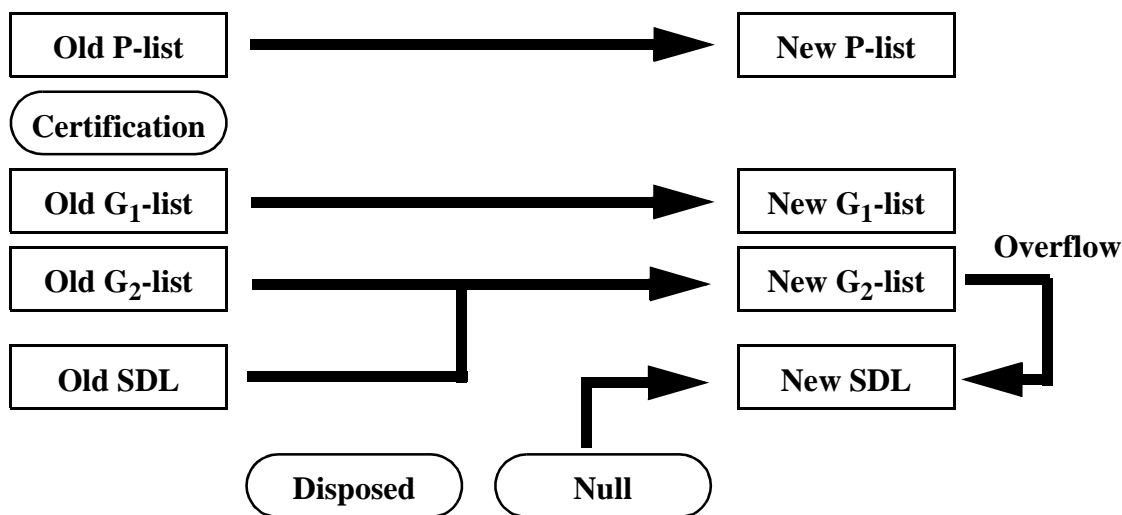 Old P-list
New P-list
Certification
Old G₁-list
New G₁-list
Overflow
Old G₂-list
New G₂-list
Old SDL
New SDL
Disposed
Null